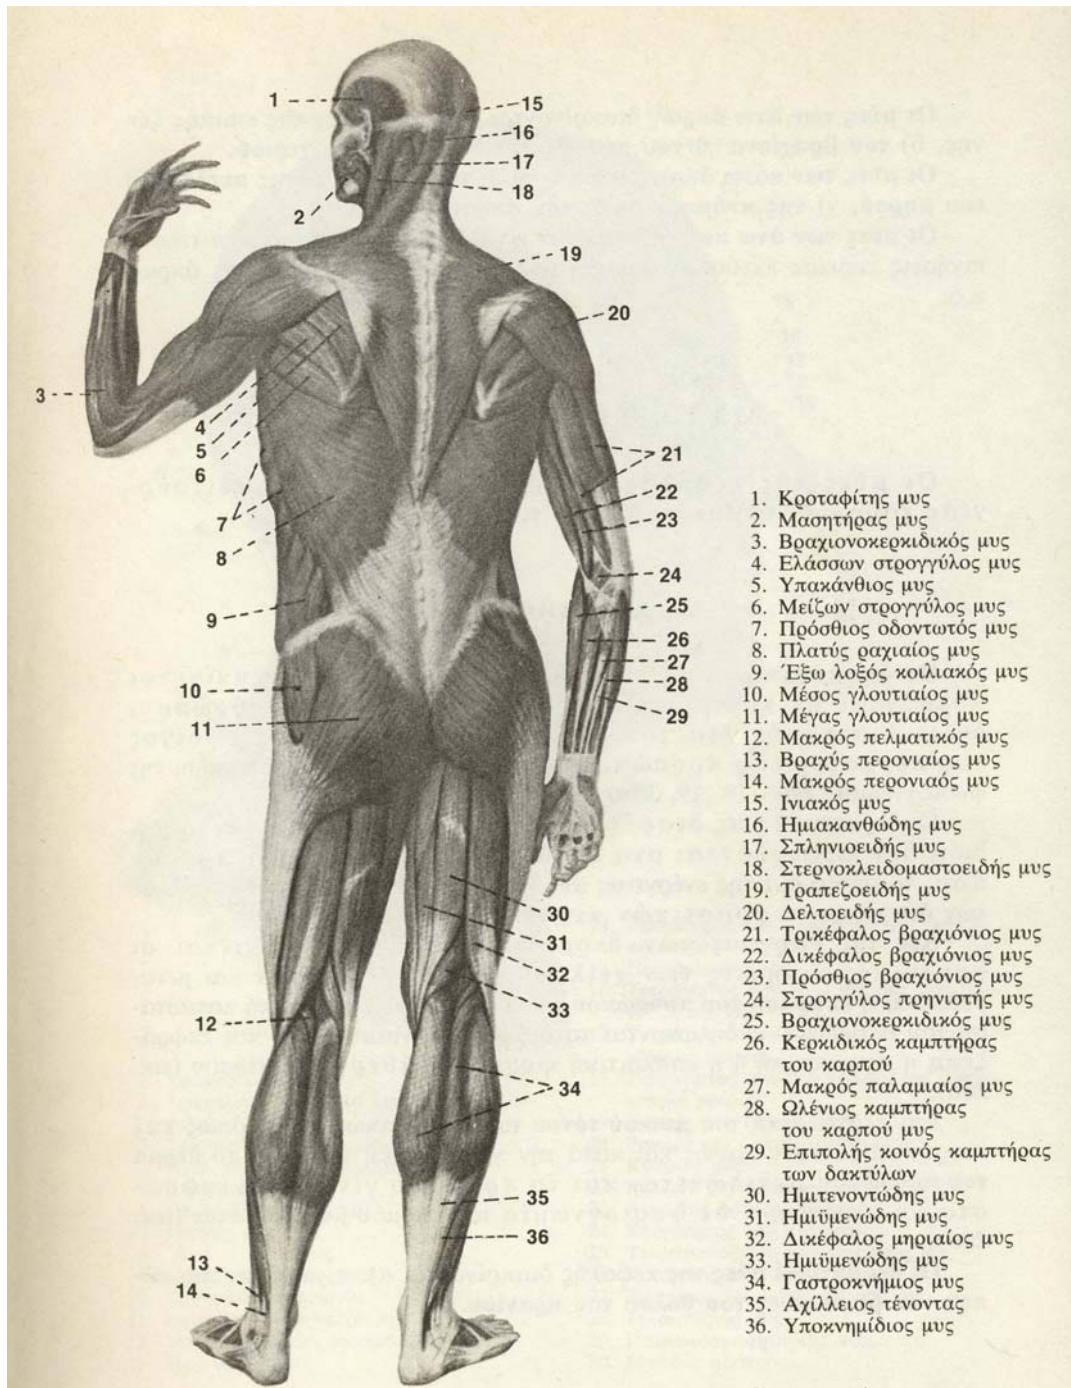 1
2
3
4
5
6
7
8
9
10
11
12
13
14
15
16
17
18
19
20
21
22
23
24
25
26
27
28
29
30
31
32
33
34
35
36
1. Κροταφίτης μυς
2. Μασητήρας μυς
3. Βραχιονοκερκιδικός μυς
4. Ελάσσων στρογγύλος μυς
5. Υπακάνθιος μυς
6. Μείζων στρογγύλος μυς
7. Πρόσθιος οδοντωτός μυς
8. Πλατύς ραχιαίος μυς
9. Έξω λοξός κοιλιακός μυς
10. Μέσος γλουτιαίος μυς
11. Μέγας γλουτιαίος μυς
12. Μακρός πελματικός μυς
13. Βραχύς περονιαίος μυς
14. Μακρός περονιαός μυς
15. Ινιακός μυς
16. Ημιακανθώδης μυς
17. Σπληνιοειδής μυς
18. Στερνοκλειδομαστοειδής μυς
19. Τραπεζοειδής μυς
20. Δελτοειδής μυς
21. Τρικέφαλος βραχιόνιος μυς
22. Δικέφαλος βραχιόνιος μυς
23. Πρόσθιος βραχιόνιος μυς
24. Στρογγύλος πρηνιστής μυς
25. Βραχιονοκερκιδικός μυς
26. Κερκιδικός καμπτήρας
του καρπού
27. Μακρός παλαμιαίος μυς
28. Ωλένιος καμπτήρας
του καρπού μυς
29. Επιπολής κοινός καμπτήρας
των δακτύλων
30. Ημιτενοντώδης μυς
31. Ημιϋμενώδης μυς
32. Δικέφαλος μηριαίος μυς
33. Ημιϋμενώδης μυς
34. Γαστροκνήμιος μυς
35. Αχίλλειος τένοντας
36. Υποκνημίδιος μυς